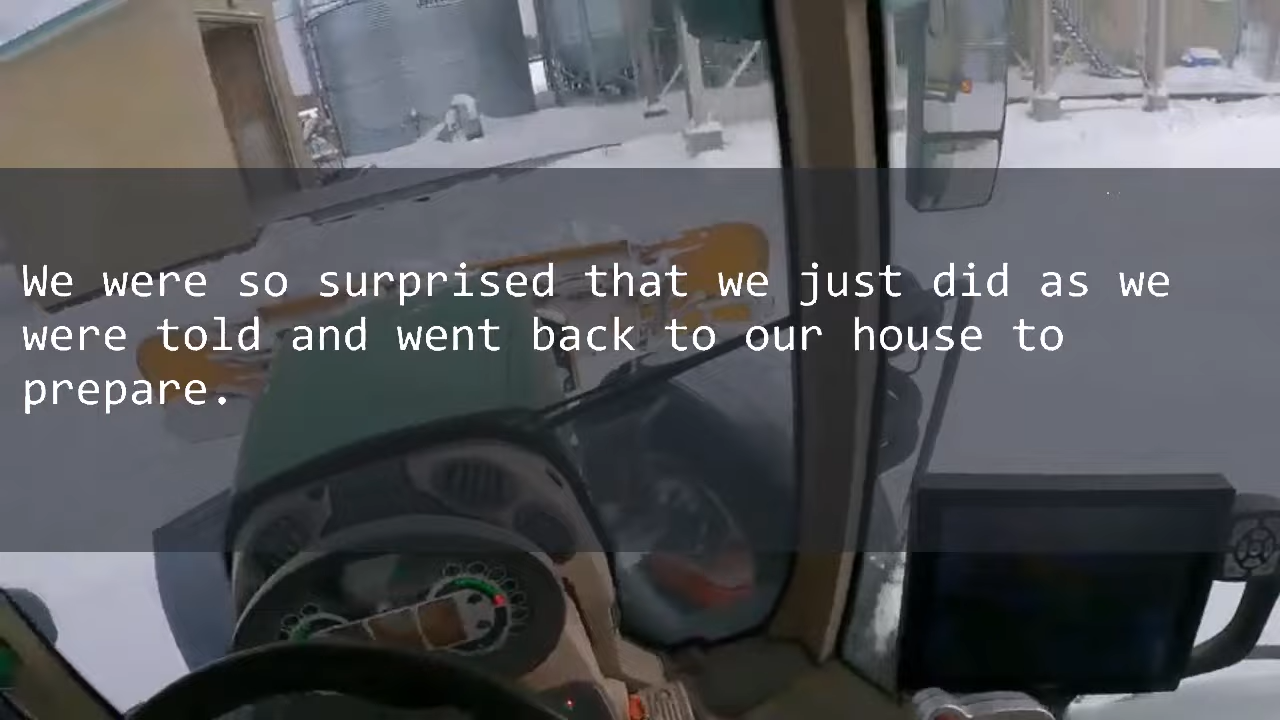 We were so surprised that we just did as we
were told and went back to our house to
prepare.